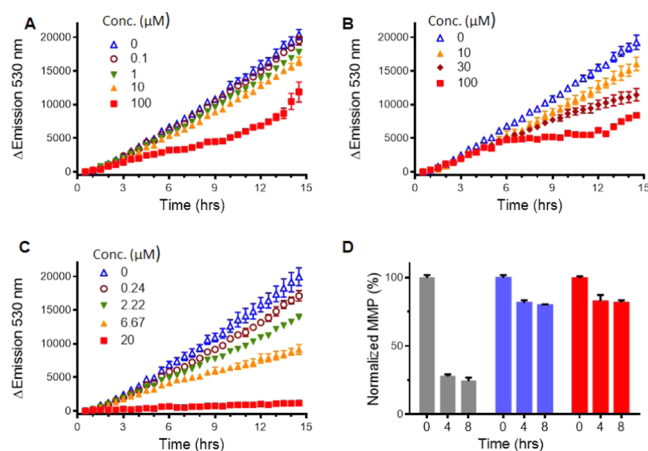 A
Conc. (µM)
0
0.1
1
10
100
ΔEmission 530 nm
20000
15000
10000
5000
0
0 3 6 9 12 15
Time (hrs)
B
Conc. (µM)
0
10
30
100
ΔEmission 530 nm
20000
15000
10000
5000
0
0 3 6 9 12 15
Time (hrs)
C
Conc. (µM)
0
0.24
2.22
6.67
20
ΔEmission 530 nm
20000
15000
10000
5000
0
0 3 6 9 12 15
Time (hrs)
D
Normalized MMP (%)
100
50
0
0 4 8 0 4 8 0 4 8
Time (hrs)